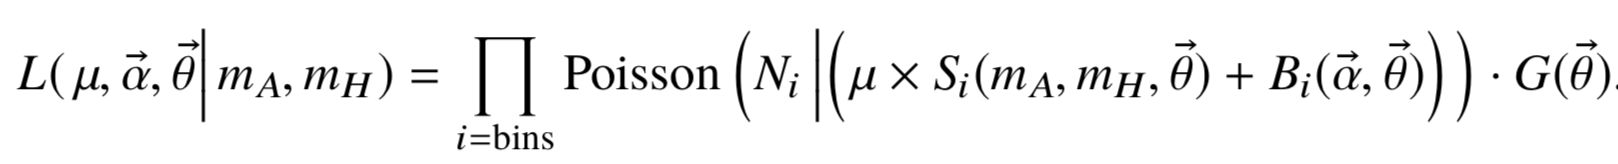 L( μ, α⃗, θ⃗ | m_A, m_H ) = ∏_{i=bins} Poisson ( N_i | ( μ × S_i(m_A, m_H, θ⃗) + B_i(α⃗, θ⃗) ) ) · G(θ⃗).